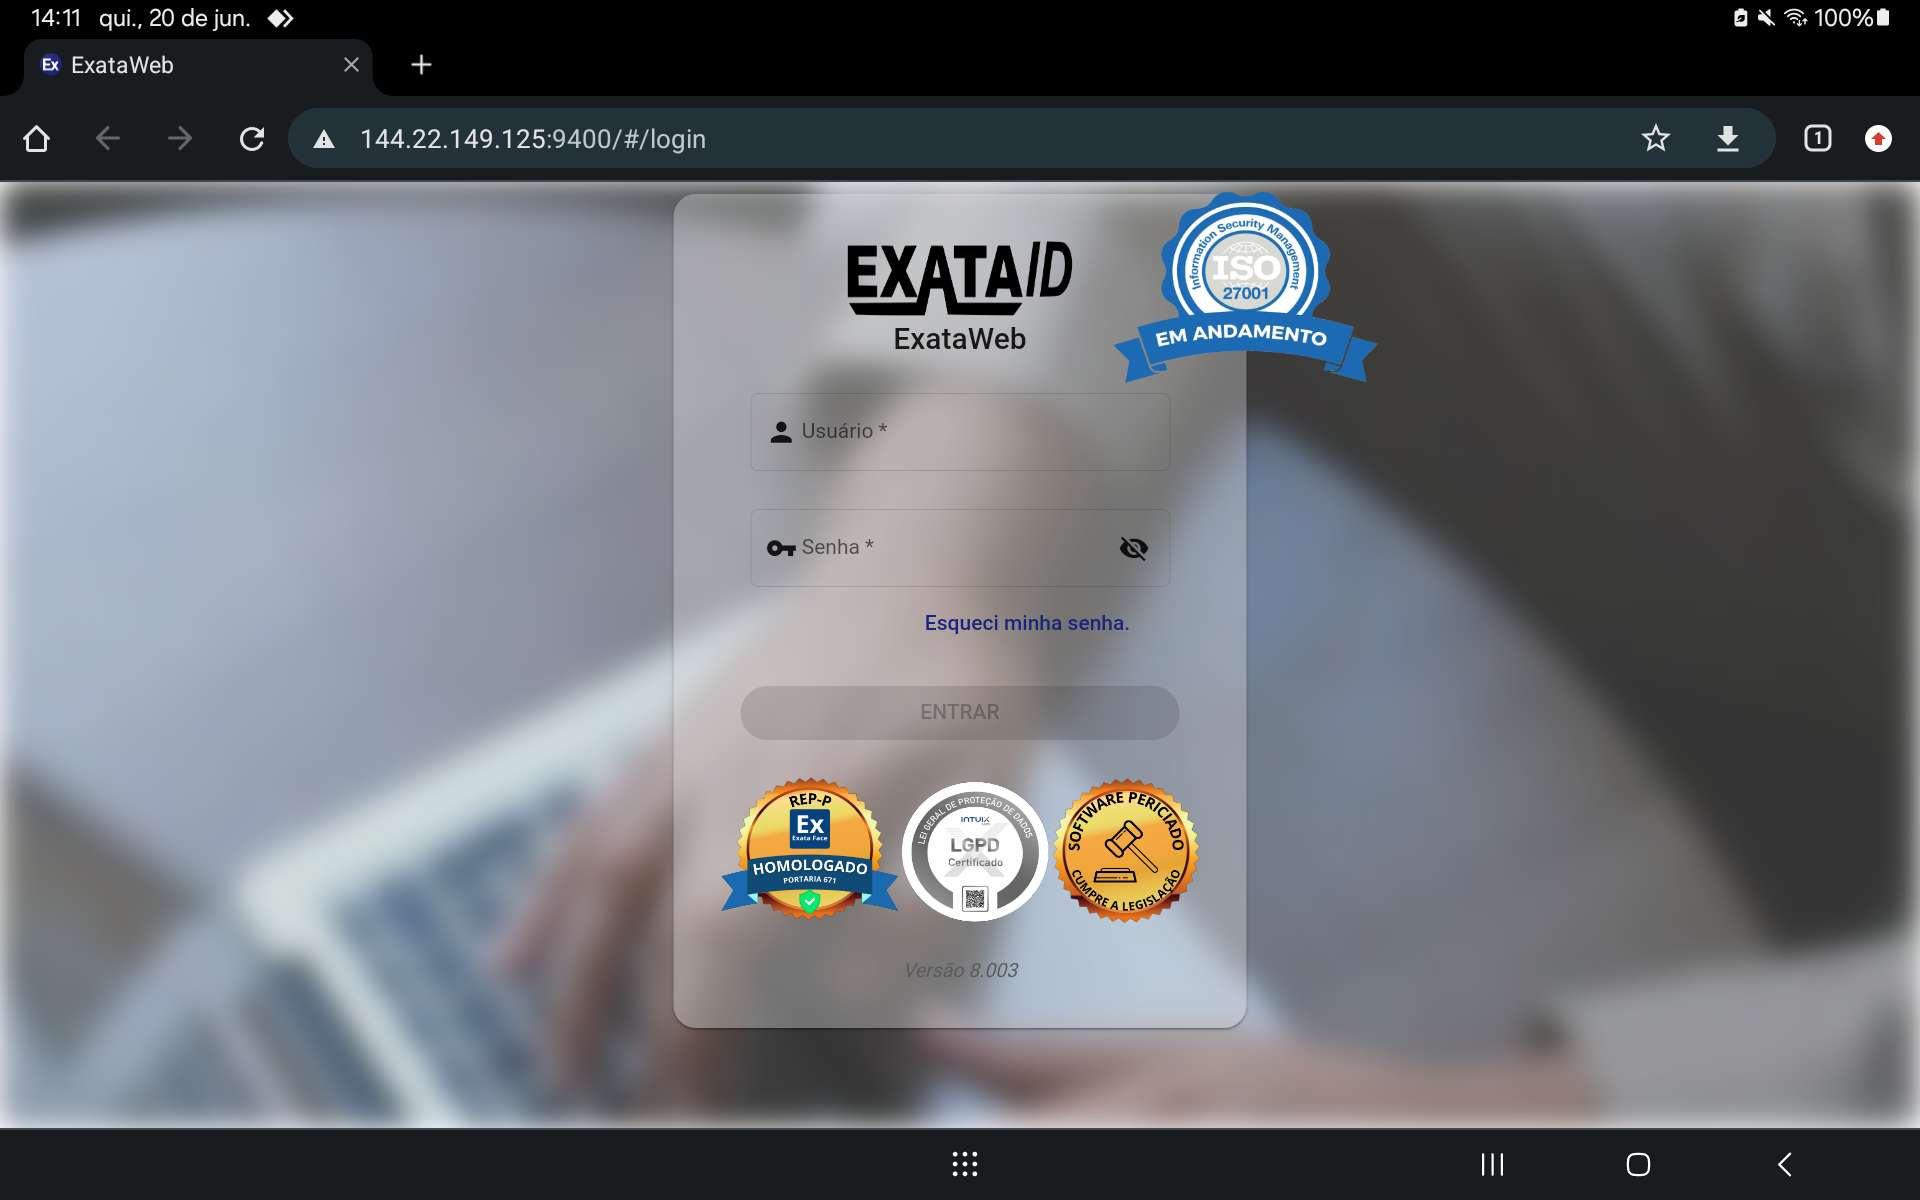 14:11 qui., 20 de jun. 100%
Ex ExataWeb
144.22.149.125:9400/#/login
1
EXATAID
ExataWeb
Information Security Management
ISO
27001
EM ANDAMENTO
Usuário *
Senha *
Esqueci minha senha.
ENTRAR
REP-P
Ex
Exata Face
HOMOLOGADO
PORTARIA 671
LEI GERAL DE PROTEÇÃO DE DADOS
INTUIX
LGPD
Certificado
SOFTWARE PERICIADO
CUMPRE A LEGISLAÇÃO
Versão 8.003